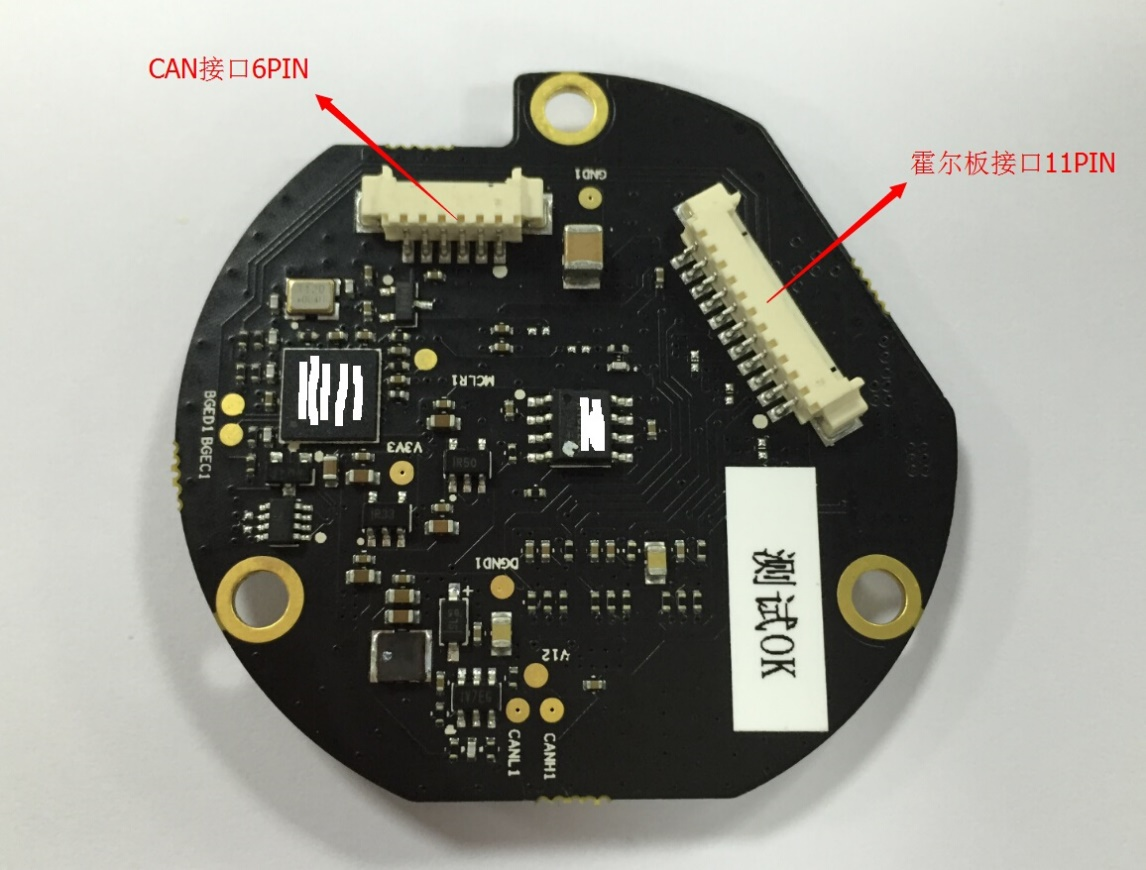 CAN接口6PIN
霍尔板接口11PIN
GND1
MCLR1
BGED1
BGEC1
V3V3
1R50
DGND1
V12
CANL1
CANH1
测试OK